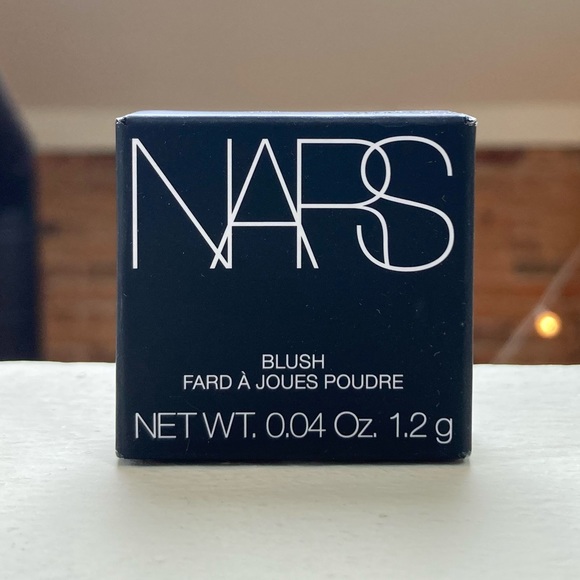 NARS
BLUSH
FARD À JOUES POUDRE
NET WT. 0.04 Oz. 1.2 g